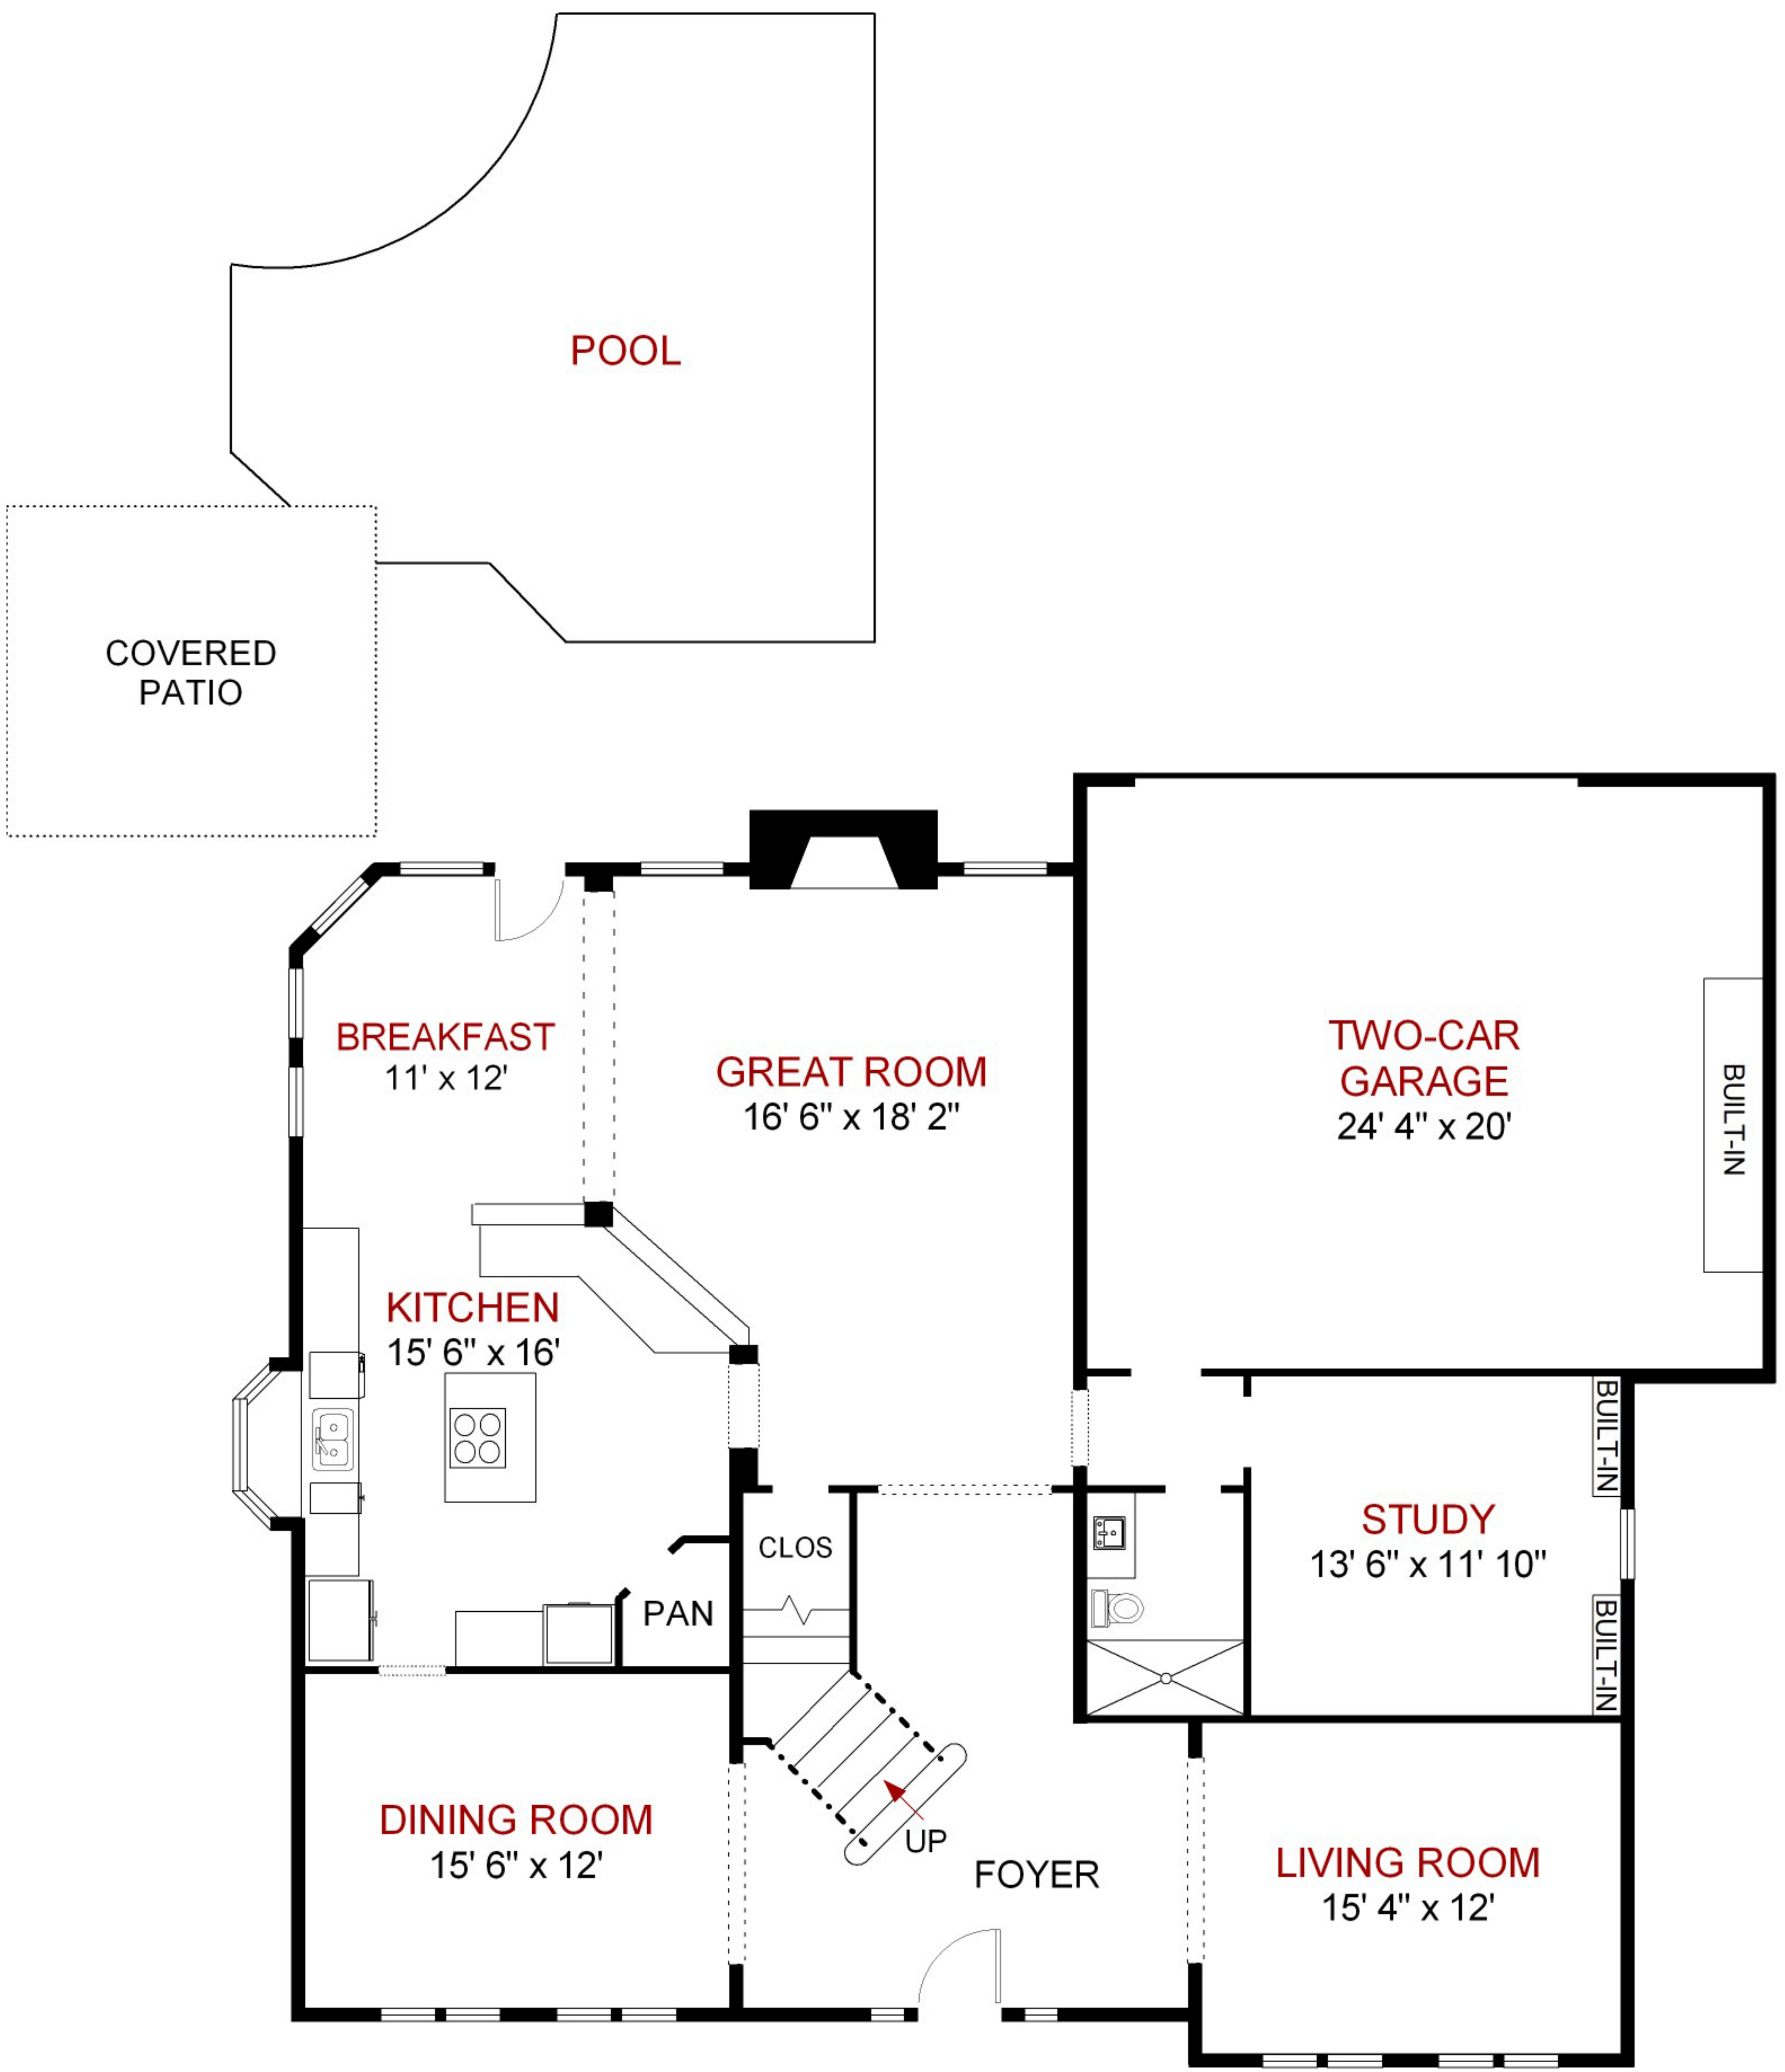 POOL
COVERED
PATIO
BREAKFAST
11' x 12'
GREAT ROOM
16' 6" x 18' 2"
TWO-CAR
GARAGE
24' 4" x 20'
BUILT-IN
KITCHEN
15' 6" x 16'
BUILT-IN
CLOS
STUDY
13' 6" x 11' 10"
PAN
BUILT-IN
DINING ROOM
15' 6" x 12'
UP
FOYER
LIVING ROOM
15' 4" x 12'